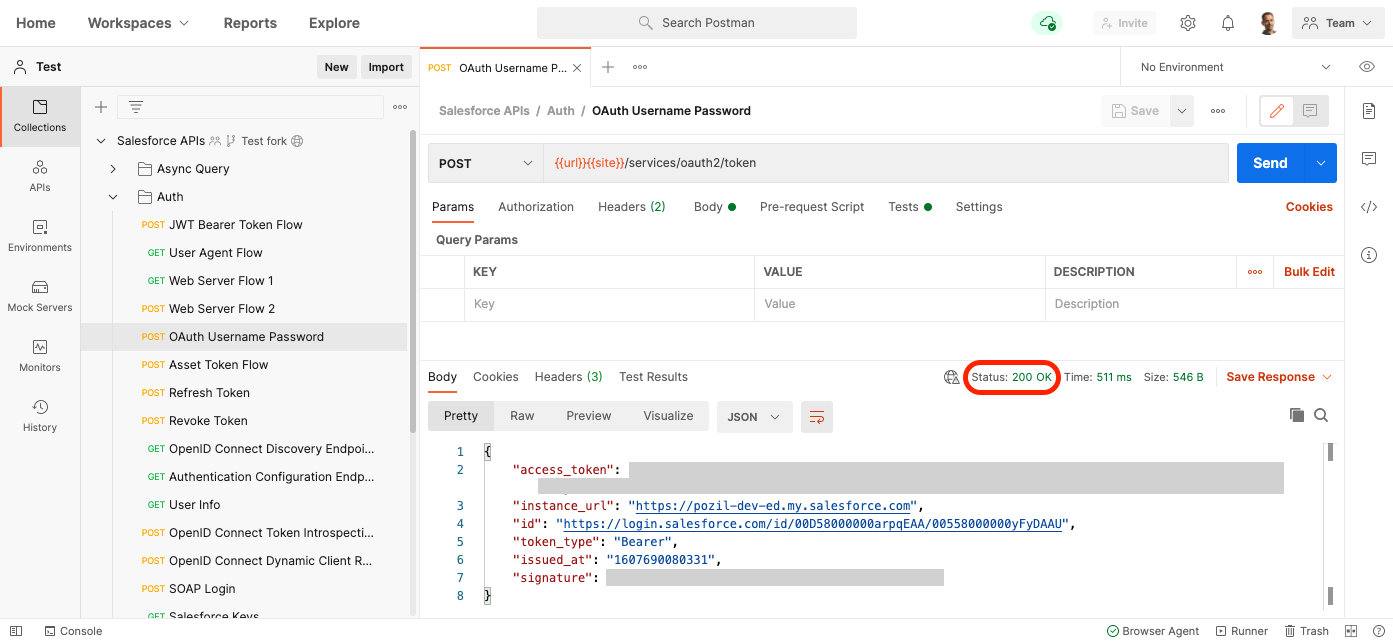 Home Workspaces Reports Explore Search Postman Invite Team
Test New Import
POST OAuth Username P... No Environment
Collections
APIs
Environments
Mock Servers
Monitors
History
Salesforce APIs Test fork
Async Query
Auth
POST JWT Bearer Token Flow
GET User Agent Flow
GET Web Server Flow 1
POST Web Server Flow 2
POST OAuth Username Password
POST Asset Token Flow
POST Refresh Token
POST Revoke Token
GET OpenID Connect Discovery Endpoi...
GET Authentication Configuration Endp...
GET User Info
POST OpenID Connect Token Introspecti...
POST OpenID Connect Dynamic Client R...
POST SOAP Login
GET Salesforce Keys
Salesforce APIs / Auth / OAuth Username Password Save
POST {{url}}{{site}}/services/oauth2/token Send
Params Authorization Headers (2) Body Pre-request Script Tests Settings Cookies
Query Params
KEY VALUE DESCRIPTION Bulk Edit
Key Value Description
Body Cookies Headers (3) Test Results Status: 200 OK Time: 511 ms Size: 546 B Save Response
Pretty Raw Preview Visualize JSON
1 {
2 "access_token":
3 "instance_url": "https://pozil-dev-ed.my.salesforce.com",
4 "id": "https://login.salesforce.com/id/00D58000000arpqEAA/00558000000yFyDAAU",
5 "token_type": "Bearer",
6 "issued_at": "1607690080331",
7 "signature":
8 }
Console Browser Agent Runner Trash